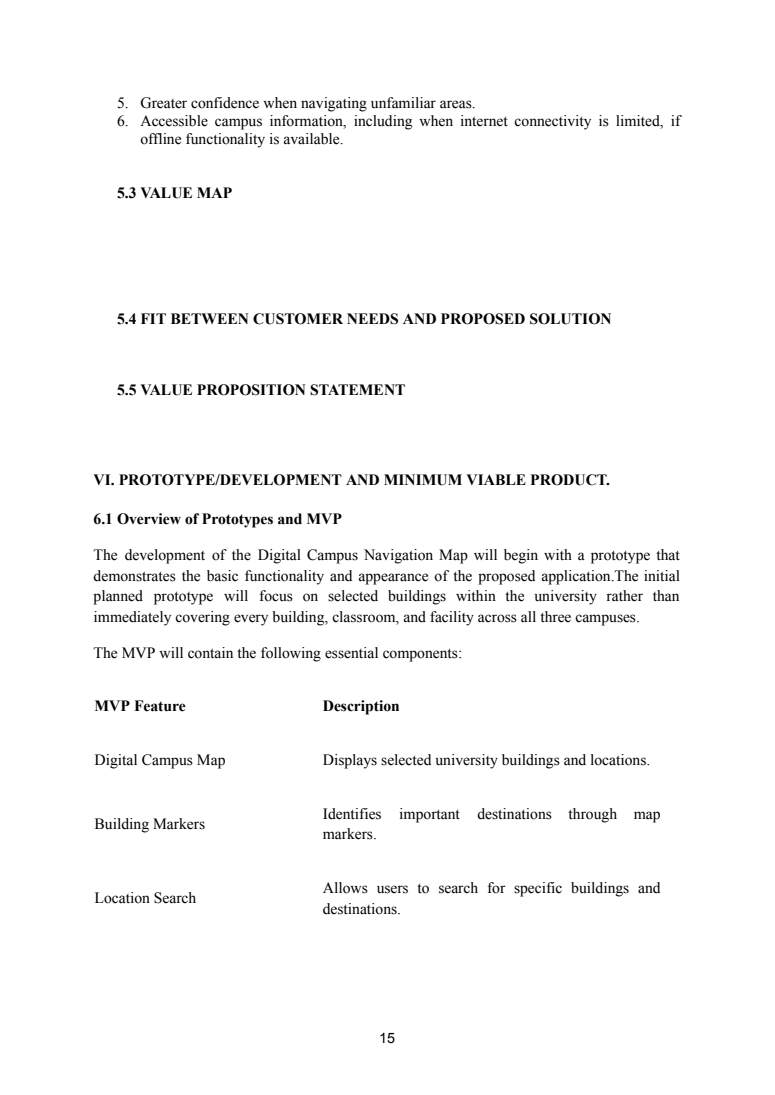 5. Greater confidence when navigating unfamiliar areas.
6. Accessible campus information, including when internet connectivity is limited, if
offline functionality is available.
5.3 VALUE MAP
5.4 FIT BETWEEN CUSTOMER NEEDS AND PROPOSED SOLUTION
5.5 VALUE PROPOSITION STATEMENT
VI. PROTOTYPE/DEVELOPMENT AND MINIMUM VIABLE PRODUCT.
6.1 Overview of Prototypes and MVP
The development of the Digital Campus Navigation Map will begin with a prototype that
demonstrates the basic functionality and appearance of the proposed application.The initial
planned prototype will focus on selected buildings within the university rather than
immediately covering every building, classroom, and facility across all three campuses.
The MVP will contain the following essential components:
MVP Feature Description
Digital Campus Map Displays selected university buildings and locations.
Building Markers Identifies important destinations through map
markers.
Location Search Allows users to search for specific buildings and
destinations.
15